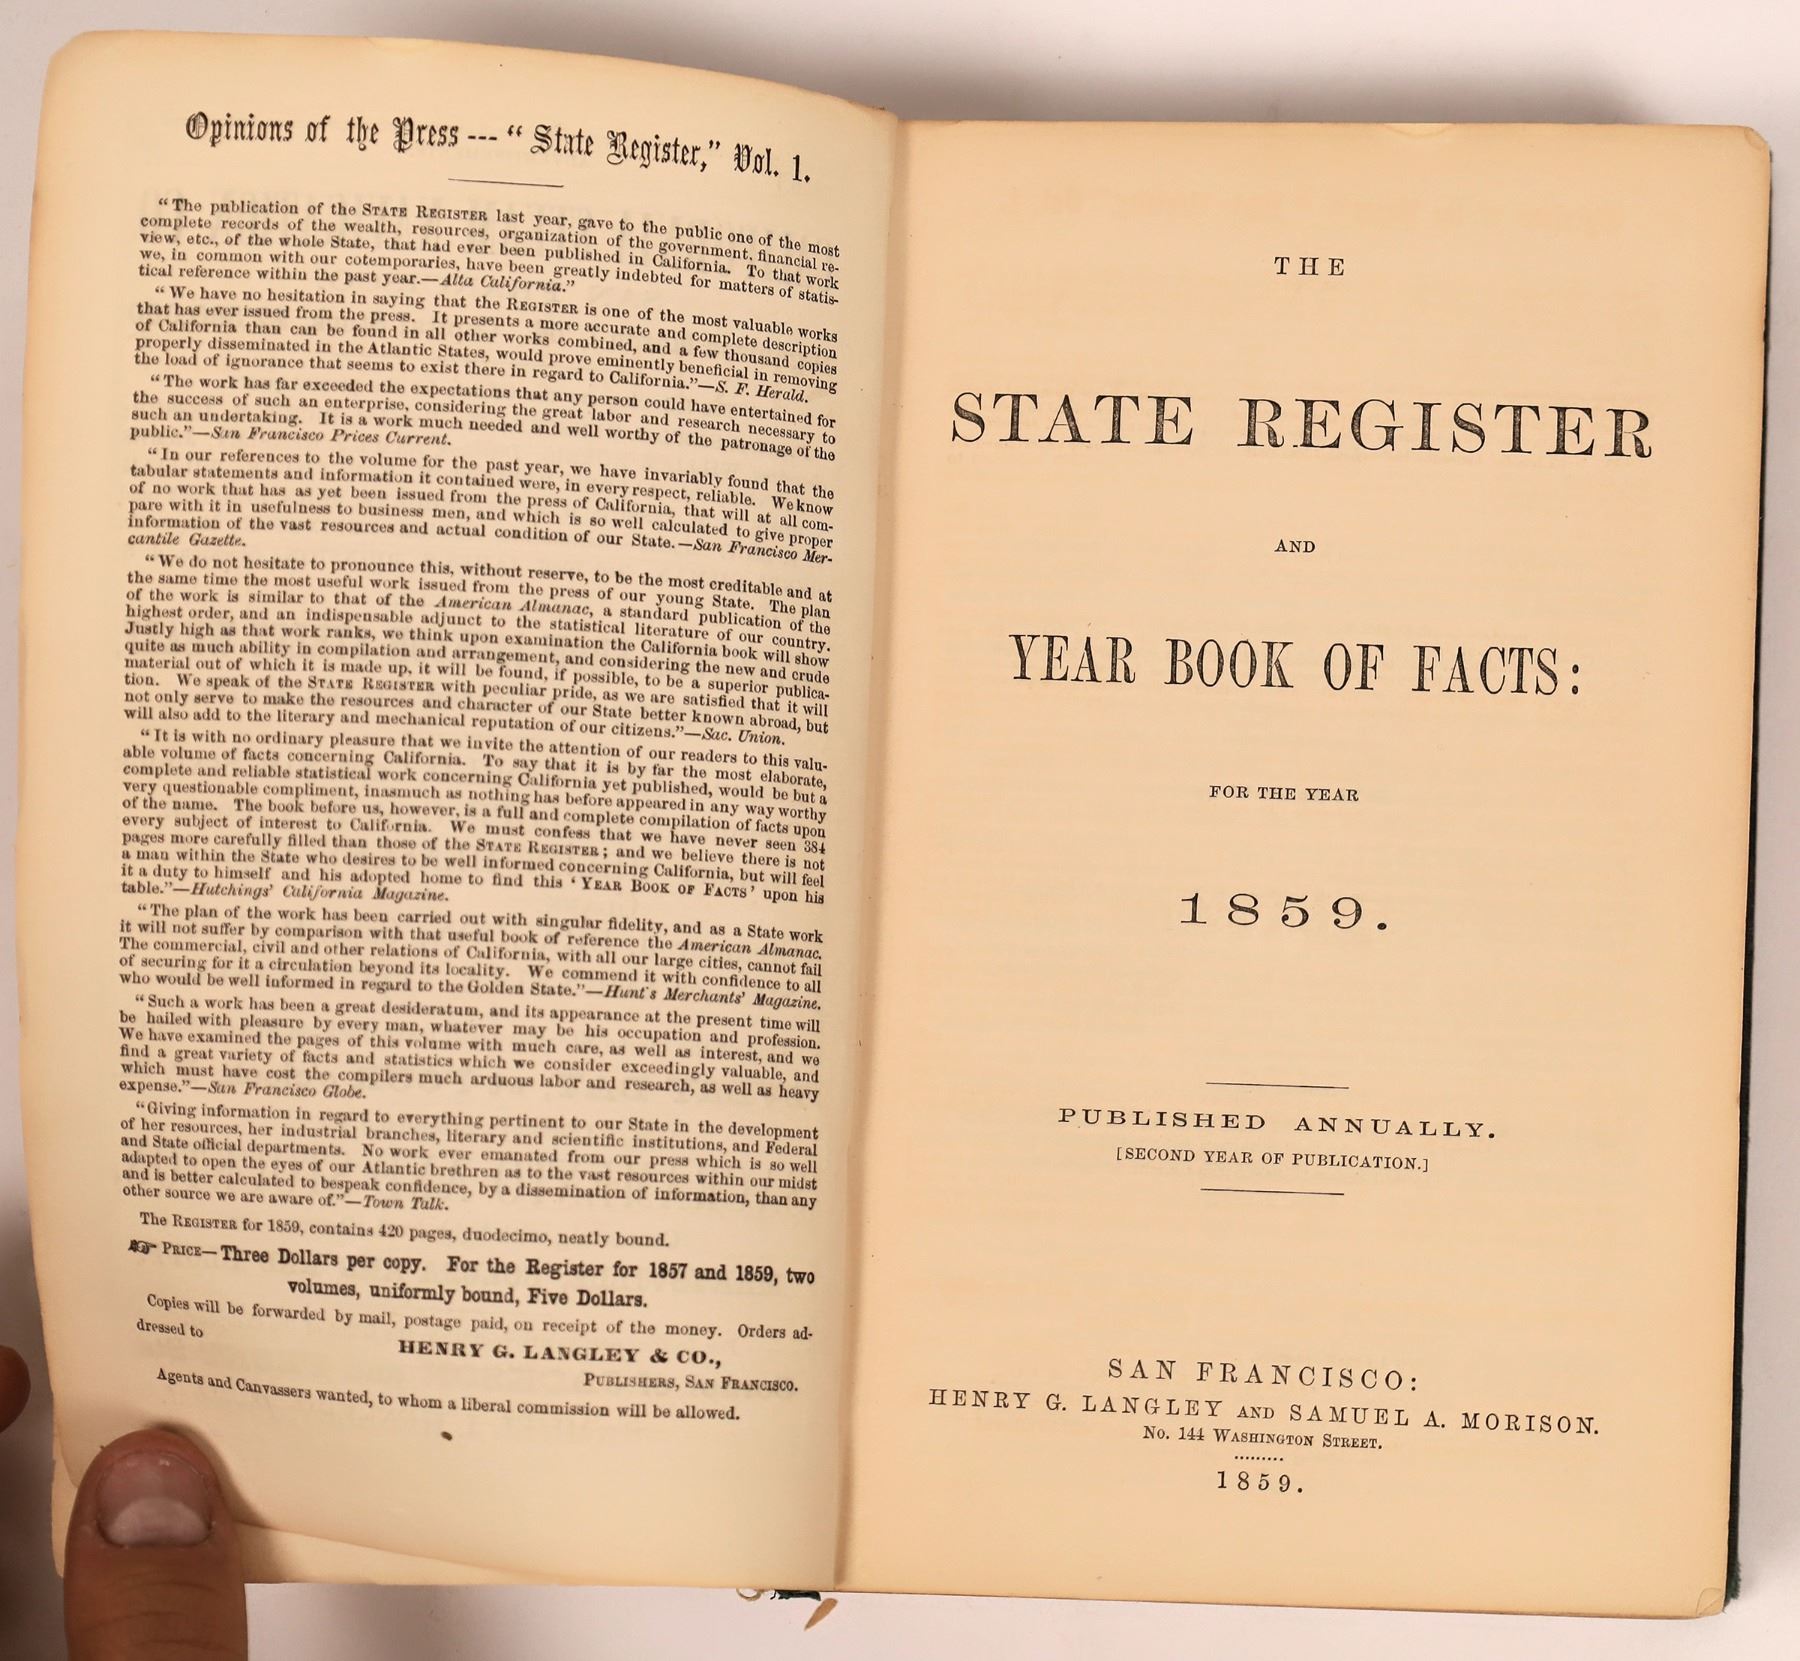 Opinions of the Press--- "State Register," Vol. 1.
"The publication of the STATE REGISTER last year, gave to the public one of the most
complete records of the wealth, resources, organization of the government, financial re-
view, etc., of the whole State, that had ever been published in California. To that work
we, in common with our cotemporaries, have been greatly indebted for matters of statis-
tical reference within the past year.—Alta California."
"We have no hesitation in saying that the REGISTER is one of the most valuable works
that has ever issued from the press. It presents a more accurate and complete description
of California than can be found in all other works combined, and a few thousand copies
properly disseminated in the Atlantic States, would prove eminently beneficial in removing
the load of ignorance that seems to exist there in regard to California."—S. F. Herald.
"The work has far exceeded the expectations that any person could have entertained for
the success of such an enterprise, considering the great labor and research necessary to
such an undertaking. It is a work much needed and well worthy of the patronage of the
public."—San Francisco Prices Current.
"In our references to the volume for the past year, we have invariably found that the
tabular statements and information it contained were, in every respect, reliable. We know
of no work that has as yet been issued from the press of California, that will at all com-
pare with it in usefulness to business men, and which is so well calculated to give proper
information of the vast resources and actual condition of our State.—San Francisco Mer-
cantile Gazette.
"We do not hesitate to pronounce this, without reserve, to be the most creditable and at
the same time the most useful work issued from the press of our young State. The plan
of the work is similar to that of the American Almanac, a standard publication of the
highest order, and an indispensable adjunct to the statistical literature of our country.
Justly high as that work ranks, we think upon examination the California book will show
quite as much ability in compilation and arrangement, and considering the new and crude
material out of which it is made up, it will be found, if possible, to be a superior publica-
tion. We speak of the STATE REGISTER with peculiar pride, as we are satisfied that it will
not only serve to make the resources and character of our State better known abroad, but
will also add to the literary and mechanical reputation of our citizens."—Sac. Union.
"It is with no ordinary pleasure that we invite the attention of our readers to this valu-
able volume of facts concerning California. To say that it is by far the most elaborate,
complete and reliable statistical work concerning California yet published, would be but a
very questionable compliment, inasmuch as nothing has before appeared in any way worthy
of the name. The book before us, however, is a full and complete compilation of facts upon
every subject of interest to California. We must confess that we have never seen 384
pages more carefully filled than those of the STATE REGISTER; and we believe there is not
a man within the State who desires to be well informed concerning California, but will feel
it a duty to himself and his adopted home to find this 'YEAR BOOK OF FACTS' upon his
table."—Hutchings' California Magazine.
"The plan of the work has been carried out with singular fidelity, and as a State work
it will not suffer by comparison with that useful book of reference the American Almanac.
The commercial, civil and other relations of California, with all our large cities, cannot fail
of securing for it a circulation beyond its locality. We commend it with confidence to all
who would be well informed in regard to the Golden State."—Hunt's Merchants' Magazine.
"Such a work has been a great desideratum, and its appearance at the present time will
be hailed with pleasure by every man, whatever may be his occupation and profession.
We have examined the pages of this volume with much care, as well as interest, and we
find a great variety of facts and statistics which we consider exceedingly valuable, and
which must have cost the compilers much arduous labor and research, as well as heavy
expense."—San Francisco Globe.
"Giving information in regard to everything pertinent to our State in the development
of her resources, her industrial branches, literary and scientific institutions, and Federal
and State official departments. No work ever emanated from our press which is so well
adapted to open the eyes of our Atlantic brethren as to the vast resources within our midst
and is better calculated to bespeak confidence, by a dissemination of information, than any
other source we are aware of."—Town Talk.
The REGISTER for 1859, contains 420 pages, duodecimo, neatly bound.
☞ PRICE—Three Dollars per copy. For the Register for 1857 and 1859, two
volumes, uniformly bound, Five Dollars.
Copies will be forwarded by mail, postage paid, on receipt of the money. Orders ad-
dressed to
HENRY G. LANGLEY & CO.,
PUBLISHERS, SAN FRANCISCO.
Agents and Canvassers wanted, to whom a liberal commission will be allowed.
THE
STATE REGISTER
AND
YEAR BOOK OF FACTS:
FOR THE YEAR
1859.
PUBLISHED ANNUALLY.
[SECOND YEAR OF PUBLICATION.]
SAN FRANCISCO:
HENRY G. LANGLEY AND SAMUEL A. MORISON.
No. 144 WASHINGTON STREET.
1859.